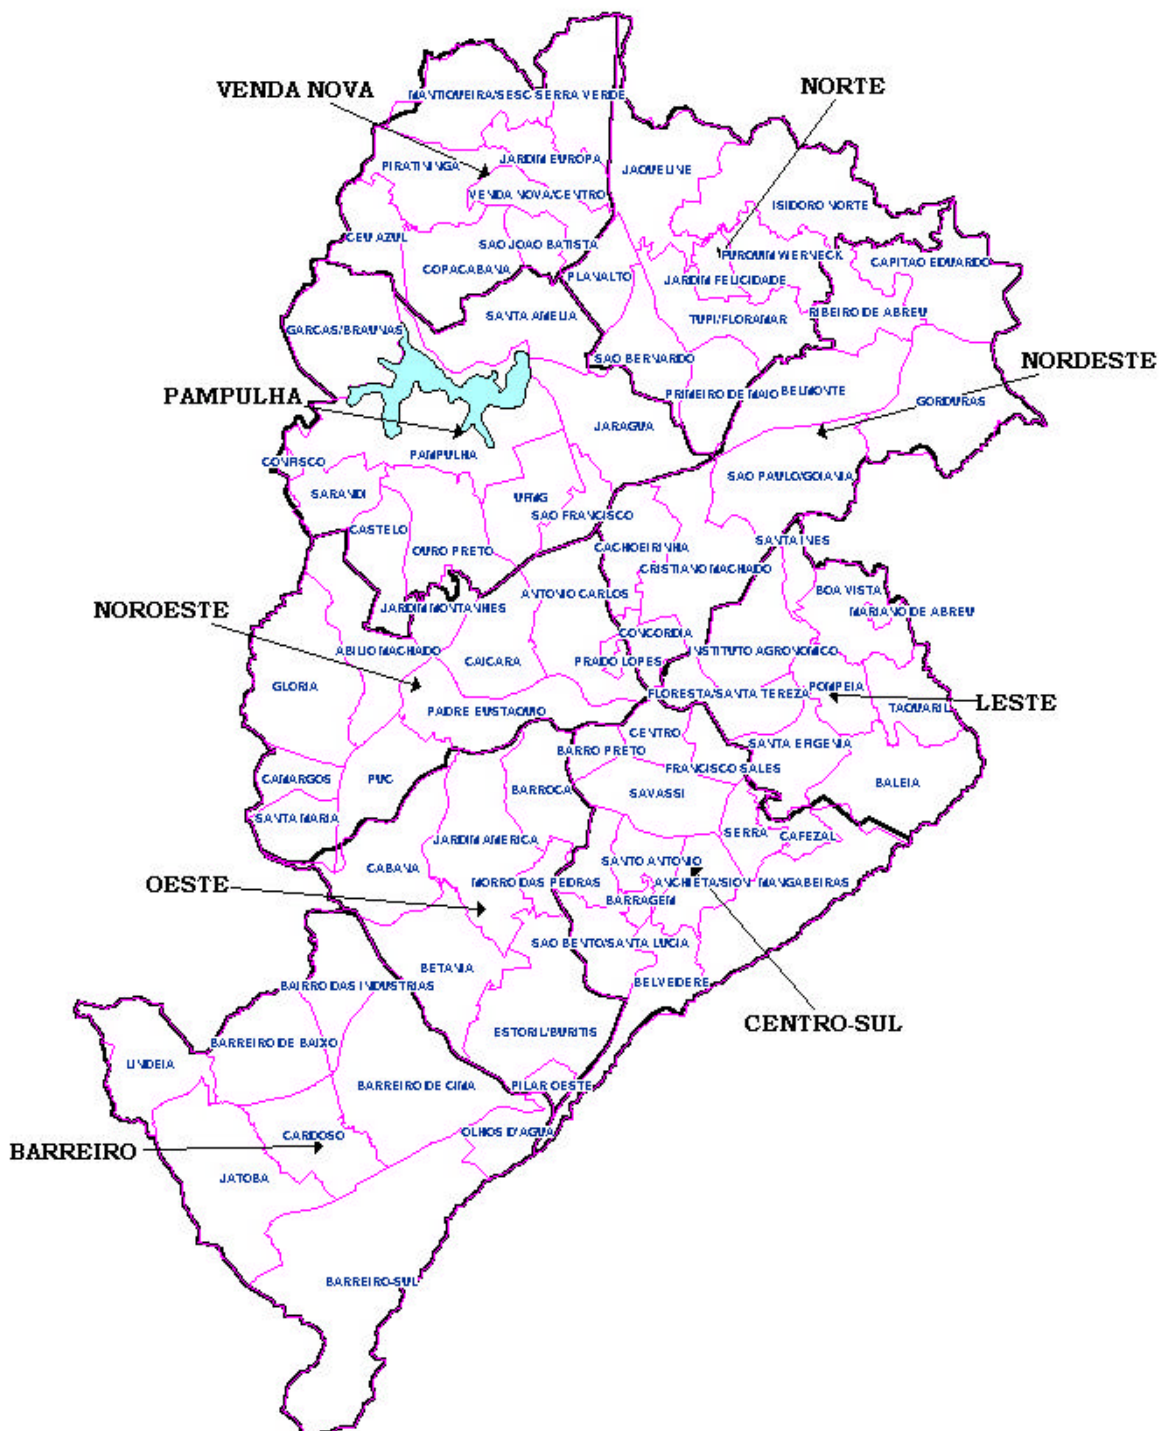 VENDA NOVA
NORTE
MANTIQUEIRA/SESC
SERRA VERDE
PIRATININGA
JARDIM EUROPA
JAQUELINE
VENDA NOVA/CENTRO
ISIDORO NORTE
CEU AZUL
SAO JOAO BATISTA
FURQUIM WERNECK
CAPITAO EDUARDO
COPACABANA
PLANALTO
JARDIM FELICIDADE
SANTA AMELIA
TUPI/FLORAMAR
RIBEIRO DE ABREU
GARCAS/BRAUNAS
SAO BERNARDO
NORDESTE
PAMPULHA
PRIMEIRO DE MAIO
BELMONTE
GORDURAS
JARAGUA
PAMPULHA
CONFISCO
SAO PAULO/GOIANIA
SARANDI
UFMG
SAO FRANCISCO
CASTELO
OURO PRETO
CACHOEIRINHA
SANTA INES
CRISTIANO MACHADO
BOA VISTA
ANTONIO CARLOS
NOROESTE
JARDIM MONTANHES
MARIANO DE ABREU
CONCORDIA
ABILIO MACHADO
CAICARA
PRADO LOPES
INSTITUTO AGRONOMICO
GLORIA
FLORESTA/SANTA TEREZA
POMPEIA
LESTE
PADRE EUSTAQUIO
TAQUARIL
CENTRO
BARRO PRETO
SANTA EFIGENIA
FRANCISCO SALES
CAMARGOS
PUC
BARROCA
SAVASSI
BALEIA
SANTA MARIA
JARDIM AMERICA
SERRA
CAFEZAL
CABANA
SANTO ANTONIO
OESTE
MORRO DAS PEDRAS
ANCHIETA/SION
MANGABEIRAS
BARRAGEM
SAO BENTO/SANTA LUCIA
BETANIA
BELVEDERE
BAIRRO DAS INDUSTRIAS
CENTRO-SUL
ESTORIL/BURITIS
BARREIRO DE BAIXO
LINDEIA
BARREIRO DE CIMA
PILAR OESTE
CARDOSO
OLHOS D'AGUA
BARREIRO
JATOBA
BARREIRO-SUL